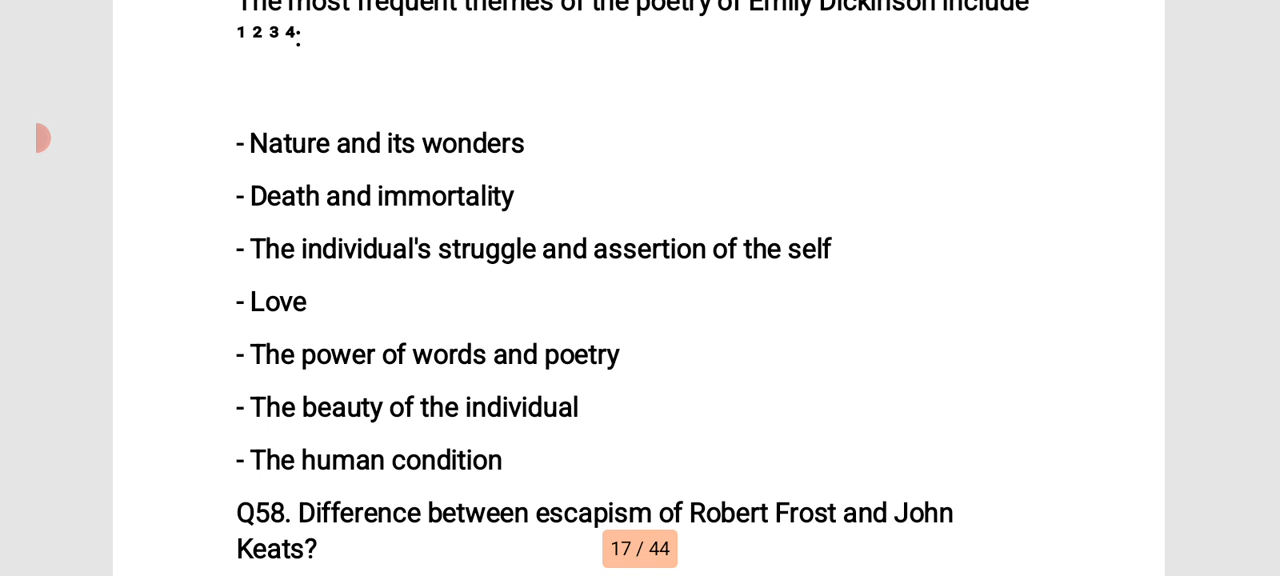 The most frequent themes of the poetry of Emily Dickinson include
¹ ² ³ ⁴:
- Nature and its wonders
- Death and immortality
- The individual's struggle and assertion of the self
- Love
- The power of words and poetry
- The beauty of the individual
- The human condition
Q58. Difference between escapism of Robert Frost and John
Keats?
17 / 44